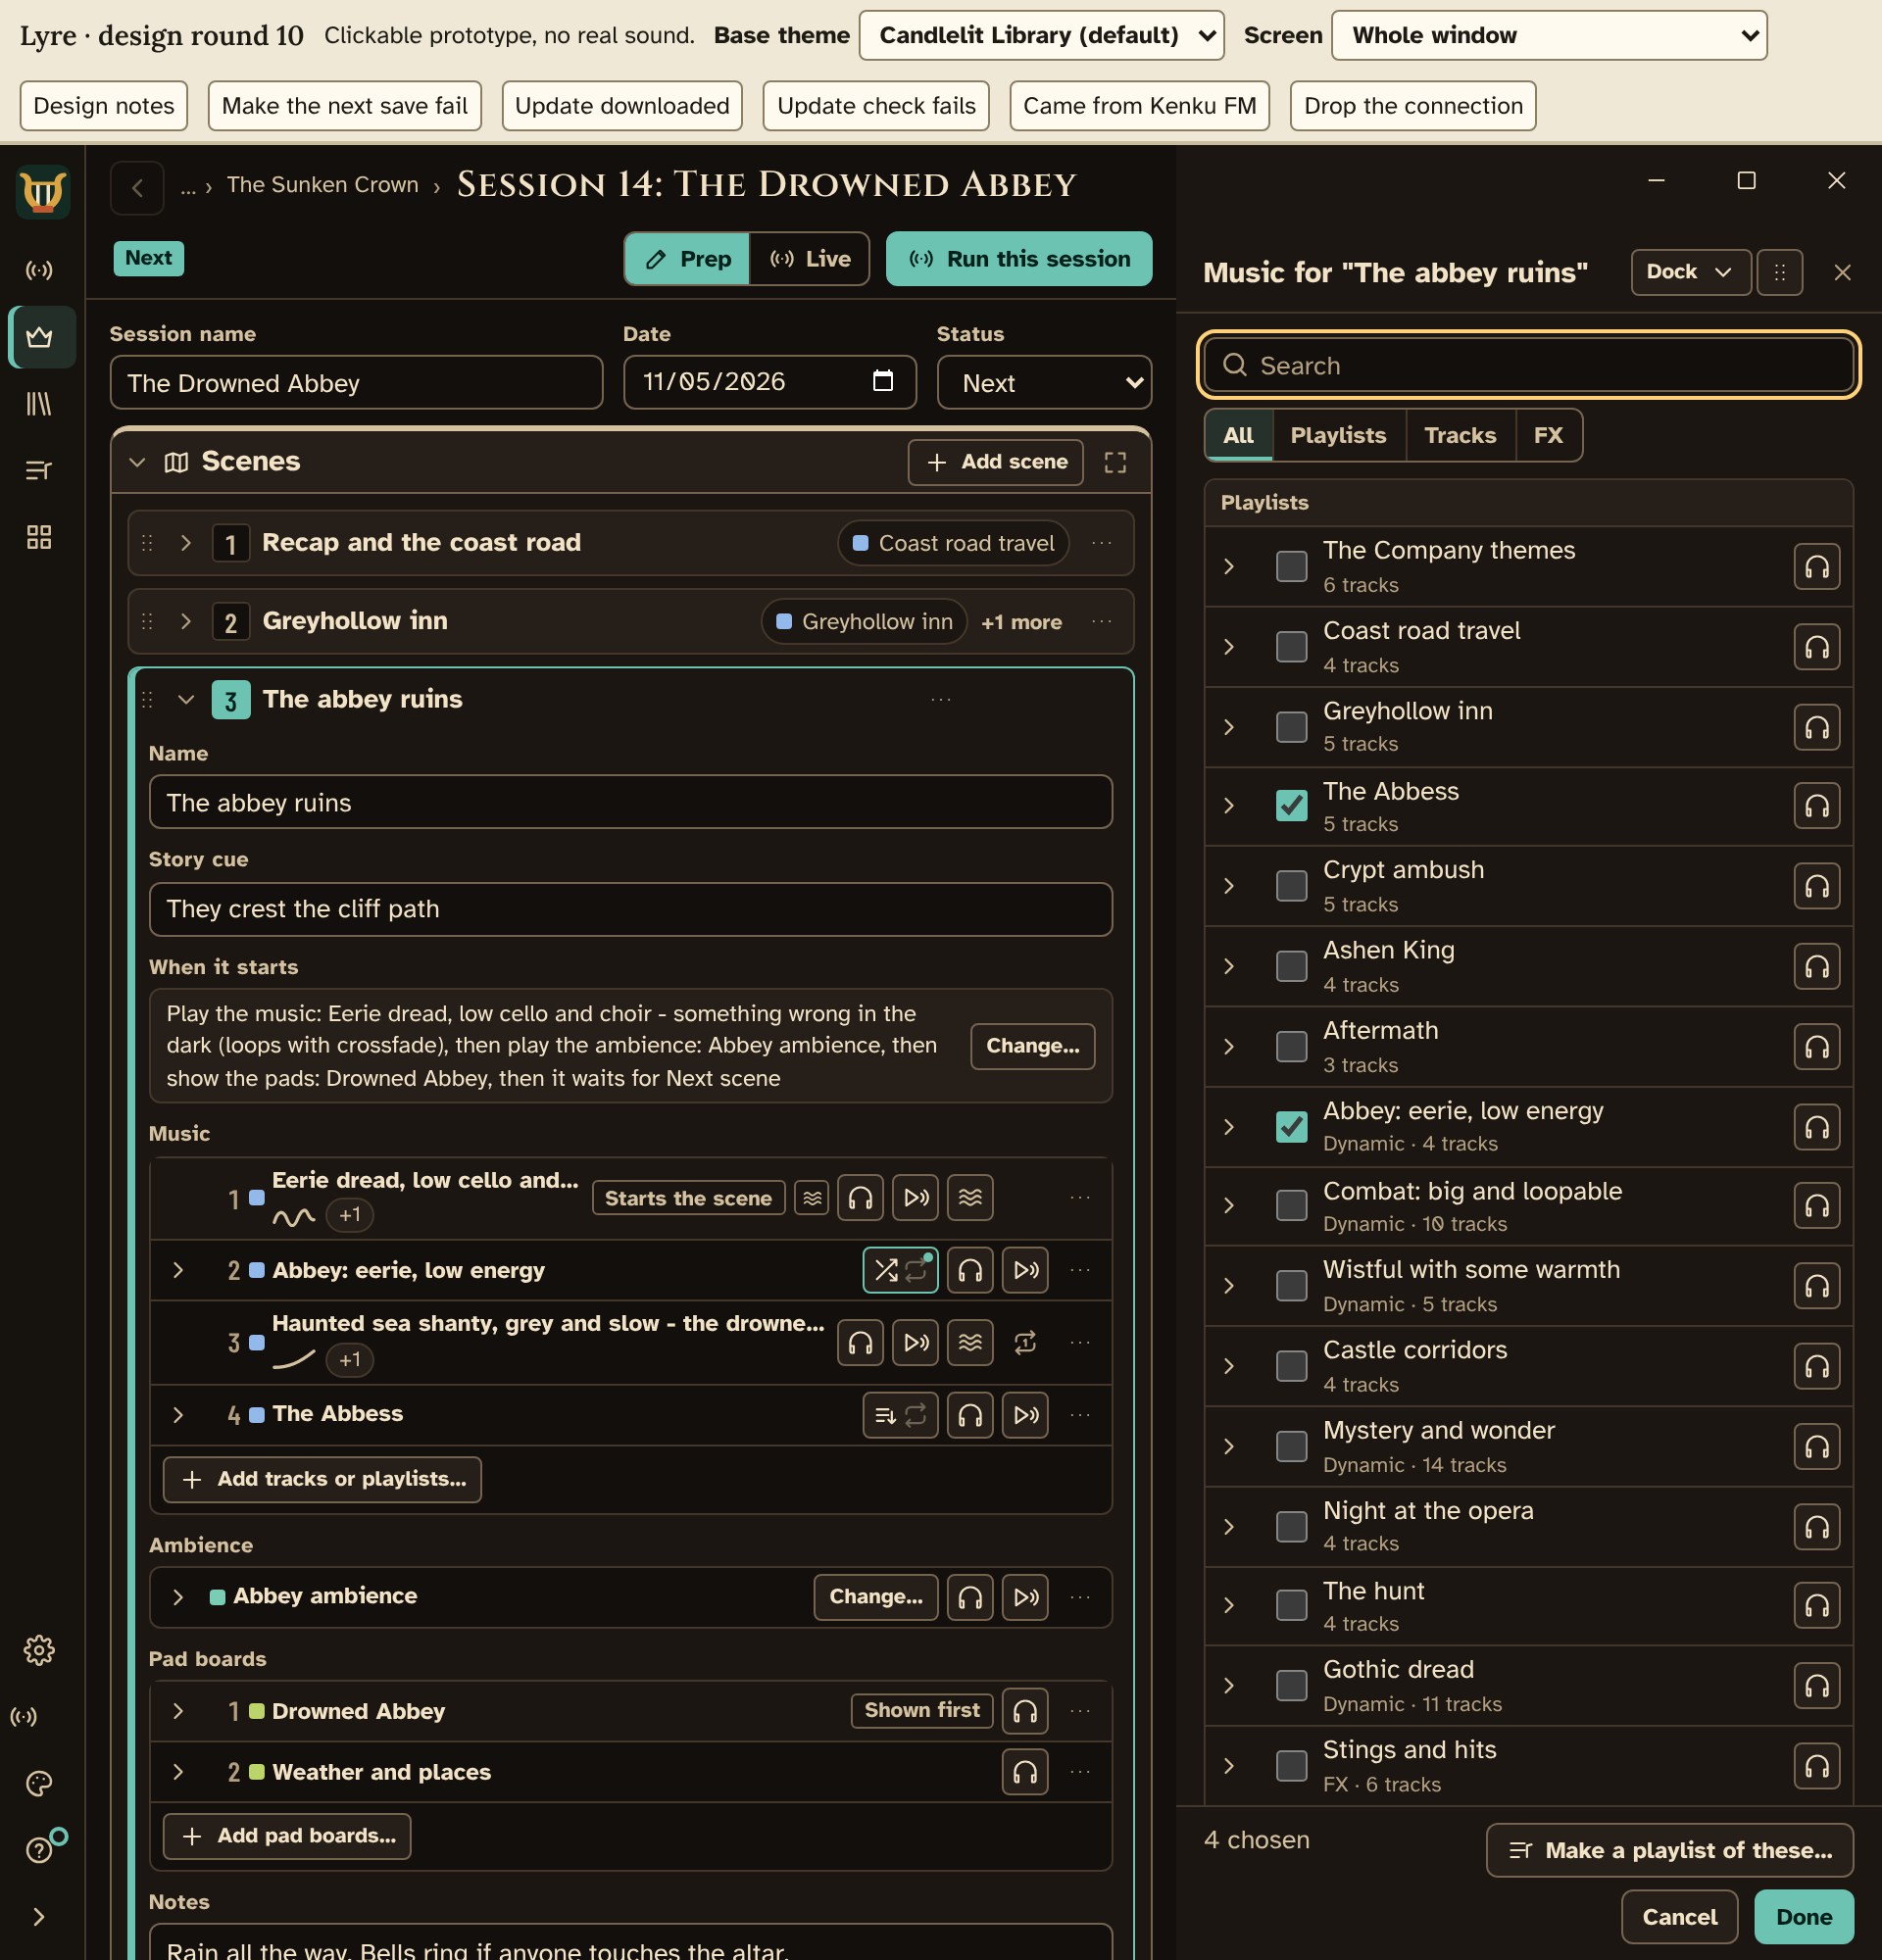 Lyre · design round 10 Clickable prototype, no real sound. Base theme Candlelit Library (default) Screen Whole window
Design notes Make the next save fail Update downloaded Update check fails Came from Kenku FM Drop the connection
... › The Sunken Crown › Session 14: The Drowned Abbey
Next Prep Live Run this session
Session name Date Status
The Drowned Abbey 11/05/2026 Next
Scenes Add scene
1 Recap and the coast road Coast road travel ...
2 Greyhollow inn Greyhollow inn +1 more ...
3 The abbey ruins ...
Name
The abbey ruins
Story cue
They crest the cliff path
When it starts
Play the music: Eerie dread, low cello and choir - something wrong in the
dark (loops with crossfade), then play the ambience: Abbey ambience, then
show the pads: Drowned Abbey, then it waits for Next scene
Change...
Music
1 Eerie dread, low cello and... Starts the scene ...
+1
2 Abbey: eerie, low energy ...
3 Haunted sea shanty, grey and slow - the drowne... 1 ...
+1
4 The Abbess ...
Add tracks or playlists...
Ambience
Abbey ambience Change... ...
Pad boards
1 Drowned Abbey Shown first ...
2 Weather and places ...
Add pad boards...
Notes
Rain all the way. Bells ring if anyone touches the altar.
Music for "The abbey ruins" Dock
Search
All Playlists Tracks FX
Playlists
The Company themes
6 tracks
Coast road travel
4 tracks
Greyhollow inn
5 tracks
The Abbess
5 tracks
Crypt ambush
5 tracks
Ashen King
4 tracks
Aftermath
3 tracks
Abbey: eerie, low energy
Dynamic · 4 tracks
Combat: big and loopable
Dynamic · 10 tracks
Wistful with some warmth
Dynamic · 5 tracks
Castle corridors
4 tracks
Mystery and wonder
Dynamic · 14 tracks
Night at the opera
4 tracks
The hunt
4 tracks
Gothic dread
Dynamic · 11 tracks
Stings and hits
FX · 6 tracks
4 chosen Make a playlist of these...
Cancel Done